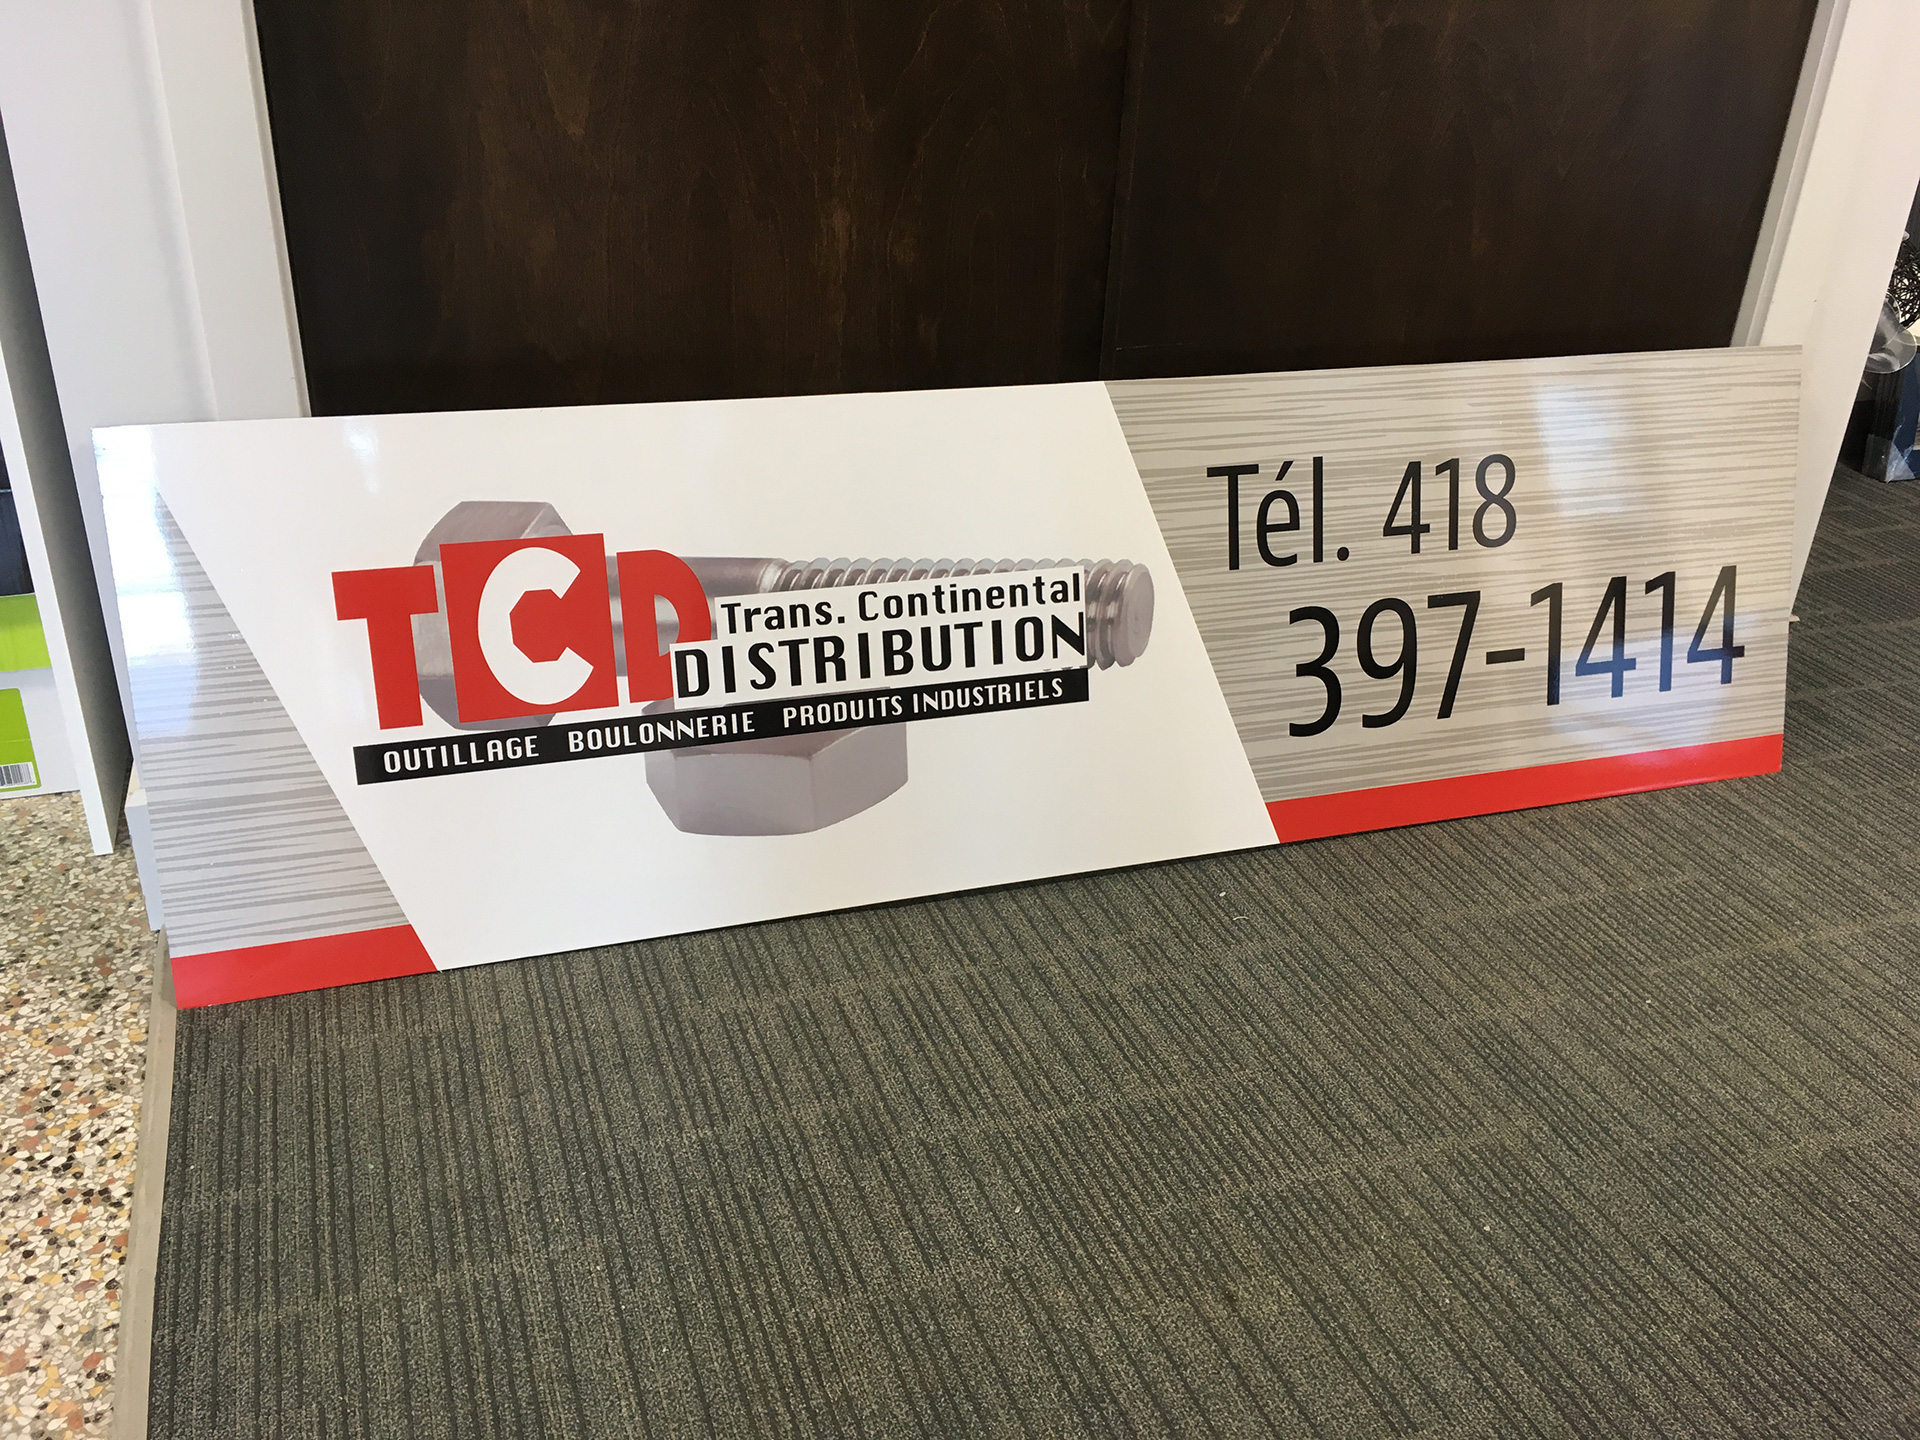 TCD
Trans. Continental
DISTRIBUTION
OUTILLAGE BOULONNERIE PRODUITS INDUSTRIELS
Tél. 418
397-1414